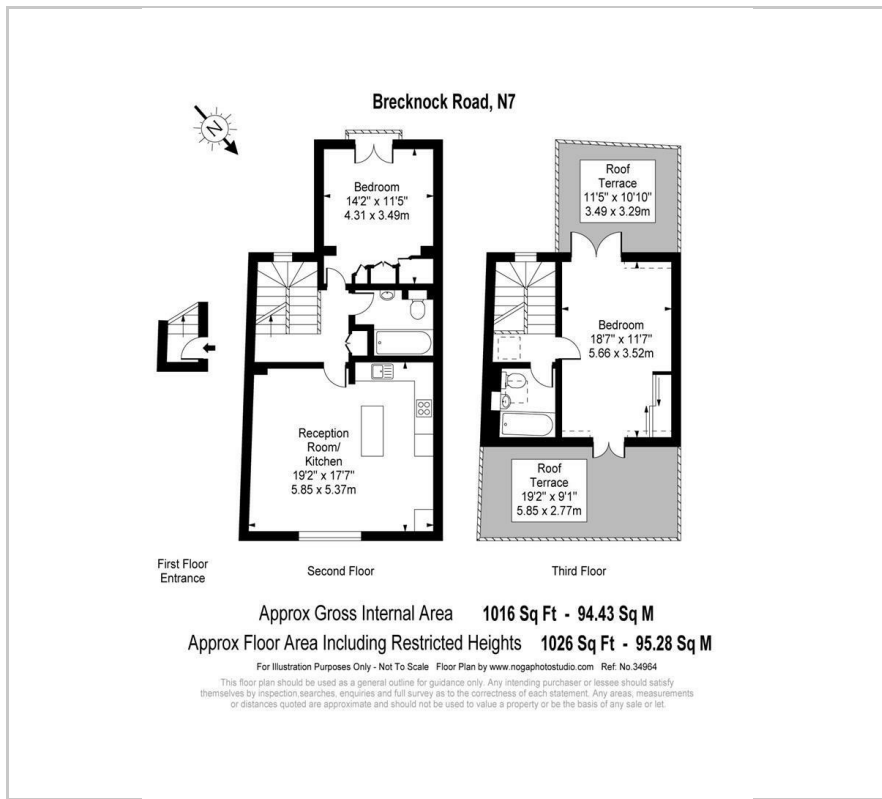 Brecknock Road, N7
N
Bedroom
14'2" x 11'5"
4.31 x 3.49m
Reception
Room/
Kitchen
19'2" x 17'7"
5.85 x 5.37m
Roof
Terrace
11'5" x 10'10"
3.49 x 3.29m
Bedroom
18'7" x 11'7"
5.66 x 3.52m
Roof
Terrace
19'2" x 9'1"
5.85 x 2.77m
First Floor
Entrance
Second Floor
Third Floor
Approx Gross Internal Area 1016 Sq Ft - 94.43 Sq M
Approx Floor Area Including Restricted Heights 1026 Sq Ft - 95.28 Sq M
For Illustration Purposes Only - Not To Scale Floor Plan by www.nogaphotostudio.com Ref: No.34964
This floor plan should be used as a general outline for guidance only. Any intending purchaser or lessee should satisfy
themselves by inspection,searches, enquiries and full survey as to the correctness of each statement. Any areas, measurements
or distances quoted are approximate and should not be used to value a property or be the basis of any sale or let.